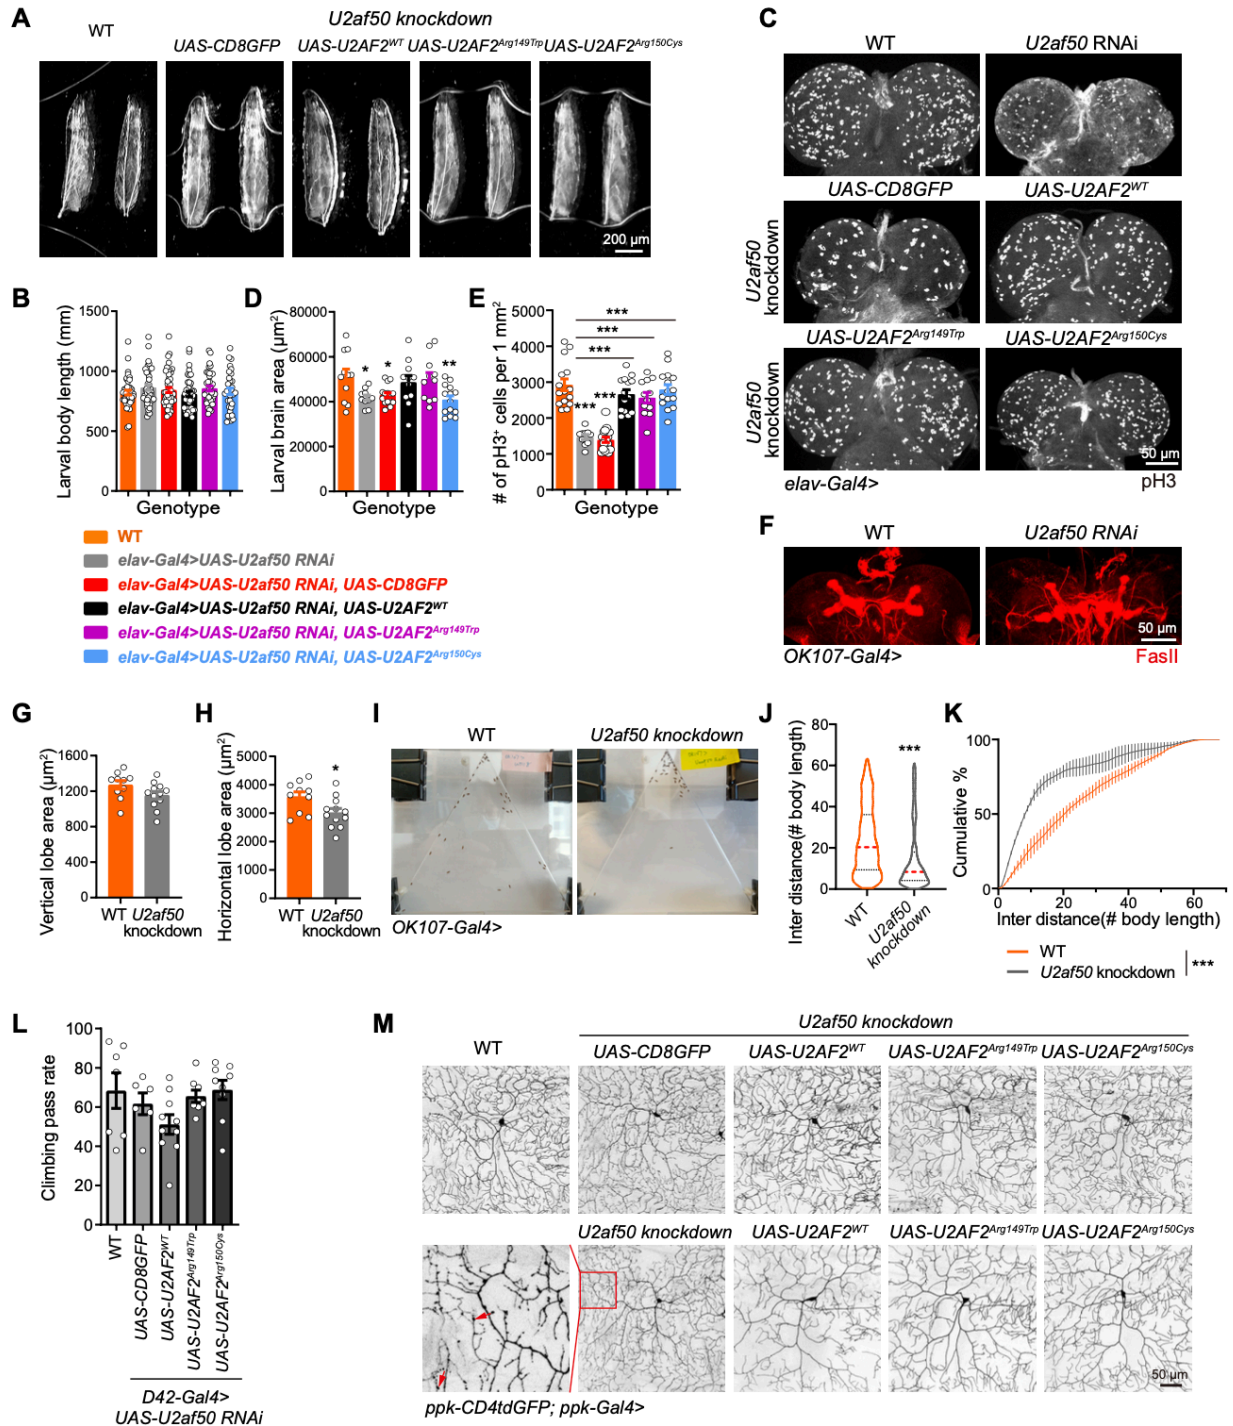 A
WT
U2af50 knockdown
UAS-CD8GFP
UAS-U2AF2WT
UAS-U2AF2Arg149Trp
UAS-U2AF2Arg150Cys
200 µm
B
Larval body length (mm)
1500
1000
500
0
Genotype
D
Larval brain area (µm²)
80000
60000
40000
20000
0
* * **
Genotype
E
# of pH3+ cells per 1 mm²
5000
4000
3000
2000
1000
0
***
***
***
*** ***
Genotype
WT
elav-Gal4>UAS-U2af50 RNAi
elav-Gal4>UAS-U2af50 RNAi, UAS-CD8GFP
elav-Gal4>UAS-U2af50 RNAi, UAS-U2AF2WT
elav-Gal4>UAS-U2af50 RNAi, UAS-U2AF2Arg149Trp
elav-Gal4>UAS-U2af50 RNAi, UAS-U2AF2Arg150Cys
C
WT
U2af50 RNAi
UAS-CD8GFP
UAS-U2AF2WT
U2af50
knockdown
UAS-U2AF2Arg149Trp
UAS-U2AF2Arg150Cys
U2af50
knockdown
50 µm
elav-Gal4>
pH3
F
WT
U2af50 RNAi
50 µm
OK107-Gal4>
FasII
G
Vertical lobe area (µm²)
1600
1200
800
400
0
WT U2af50
knockdown
H
Horizontal lobe area (µm²)
5000
4000
3000
2000
1000
0
*
WT U2af50
knockdown
I
WT
U2af50 knockdown
OK107-Gal4>
J
Inter distance(# body length)
80
60
40
20
0
***
WT
U2af50
knockdown
K
Cumulative %
100
50
0
0 20 40 60
Inter distance(# body length)
WT
U2af50 knockdown
***
L
Climbing pass rate
100
80
60
40
20
0
WT
UAS-CD8GFP
UAS-U2AF2WT
UAS-U2AF2Arg149Trp
UAS-U2AF2Arg150Cys
D42-Gal4>
UAS-U2af50 RNAi
M
U2af50 knockdown
WT
UAS-CD8GFP
UAS-U2AF2WT
UAS-U2AF2Arg149Trp
UAS-U2AF2Arg150Cys
U2af50 knockdown
UAS-U2AF2WT
UAS-U2AF2Arg149Trp
UAS-U2AF2Arg150Cys
50 µm
ppk-CD4tdGFP; ppk-Gal4>